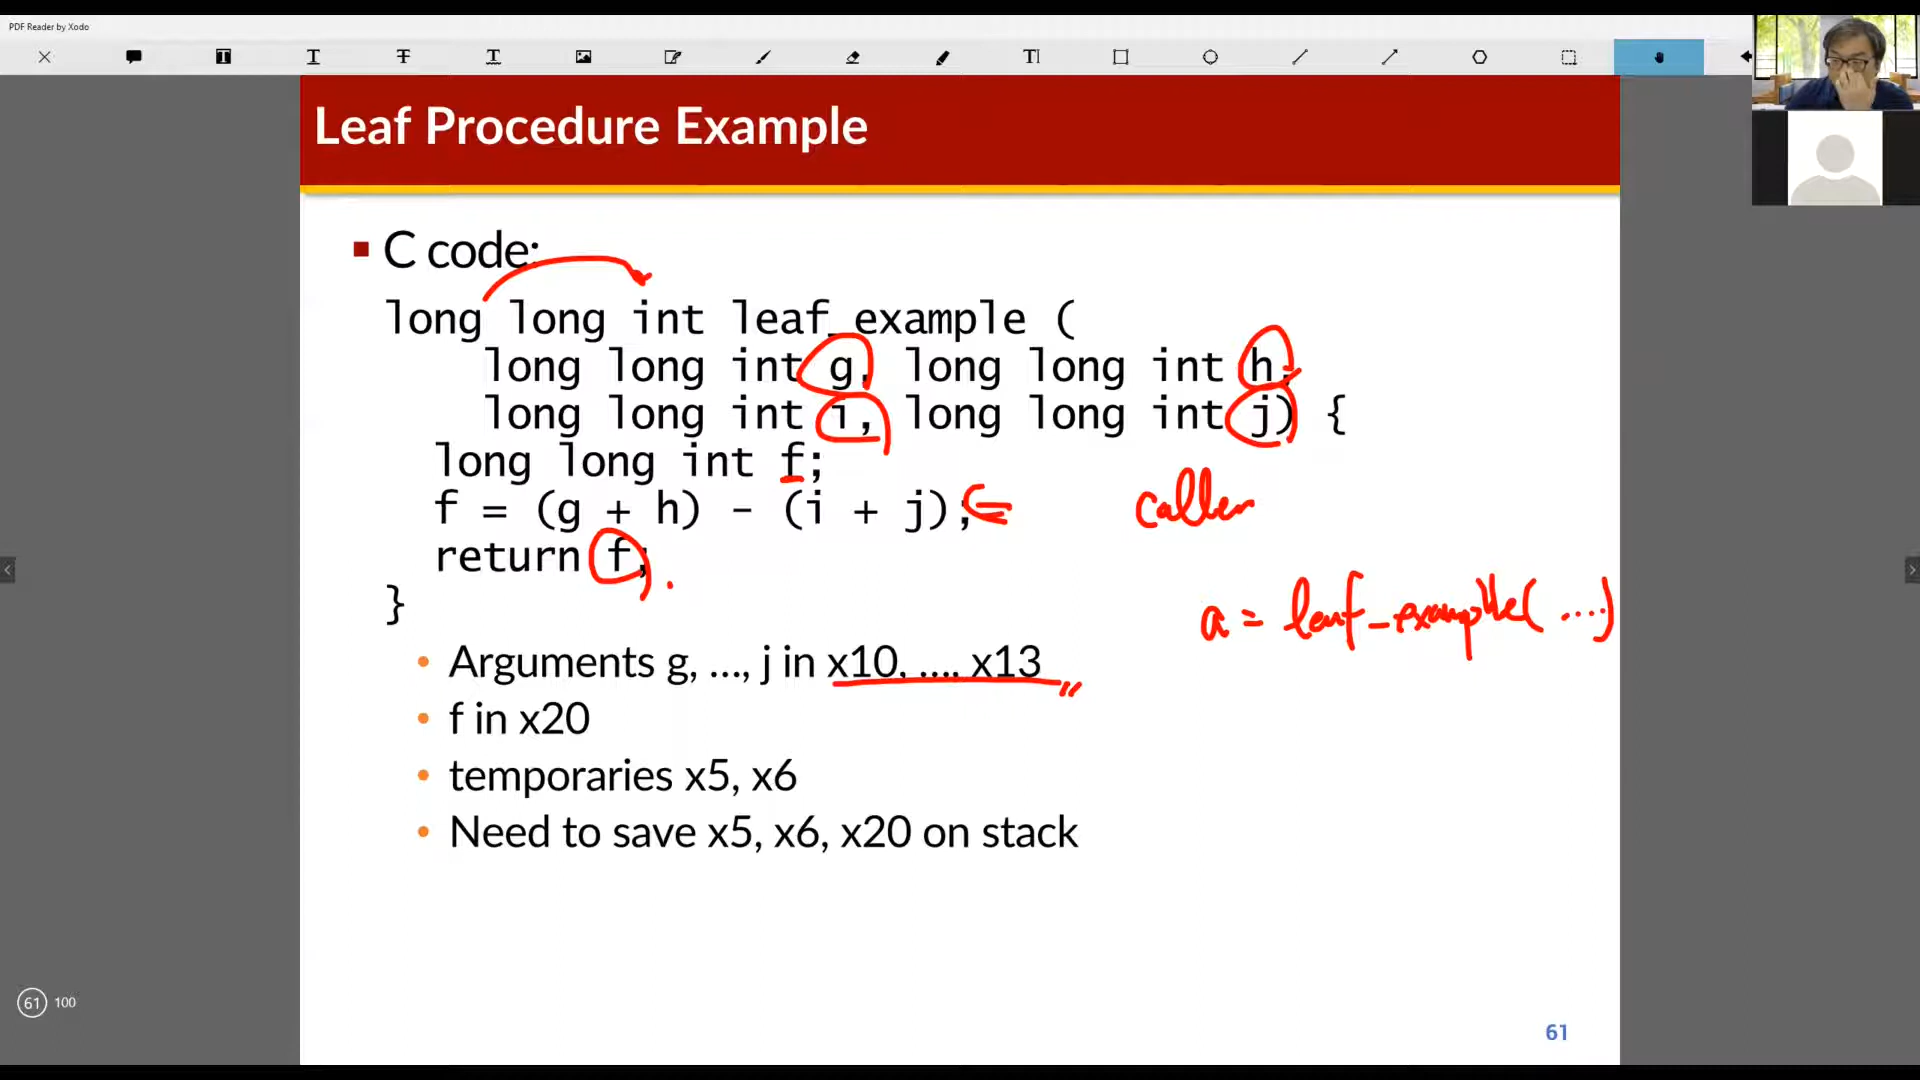 PDF Reader by Xodo
Leaf Procedure Example
▪ C code:
long long int leaf_example (
long long int g, long long int h,
long long int i, long long int j) {
long long int f;
f = (g + h) - (i + j);
return f;
}
caller
a = leaf_example( ....)
• Arguments g, …, j in x10, …, x13
• f in x20
• temporaries x5, x6
• Need to save x5, x6, x20 on stack
61 100
61